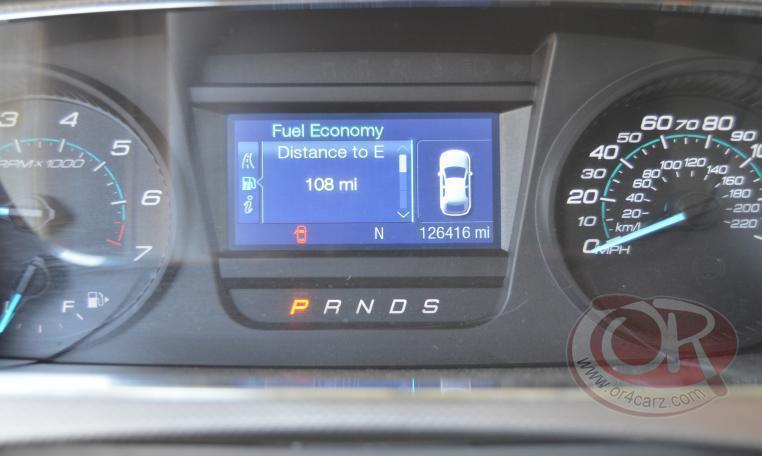 3 4 5 6 7
RPM x 1000
F
Fuel Economy
Distance to E
108 mi
N 126416 mi
P R N D S
0 10 20 30 40 50 60 70 80 90
20 40 60 80 100 120 140 160 180 200 220
km/h
MPH
OR
www.or4carz.com